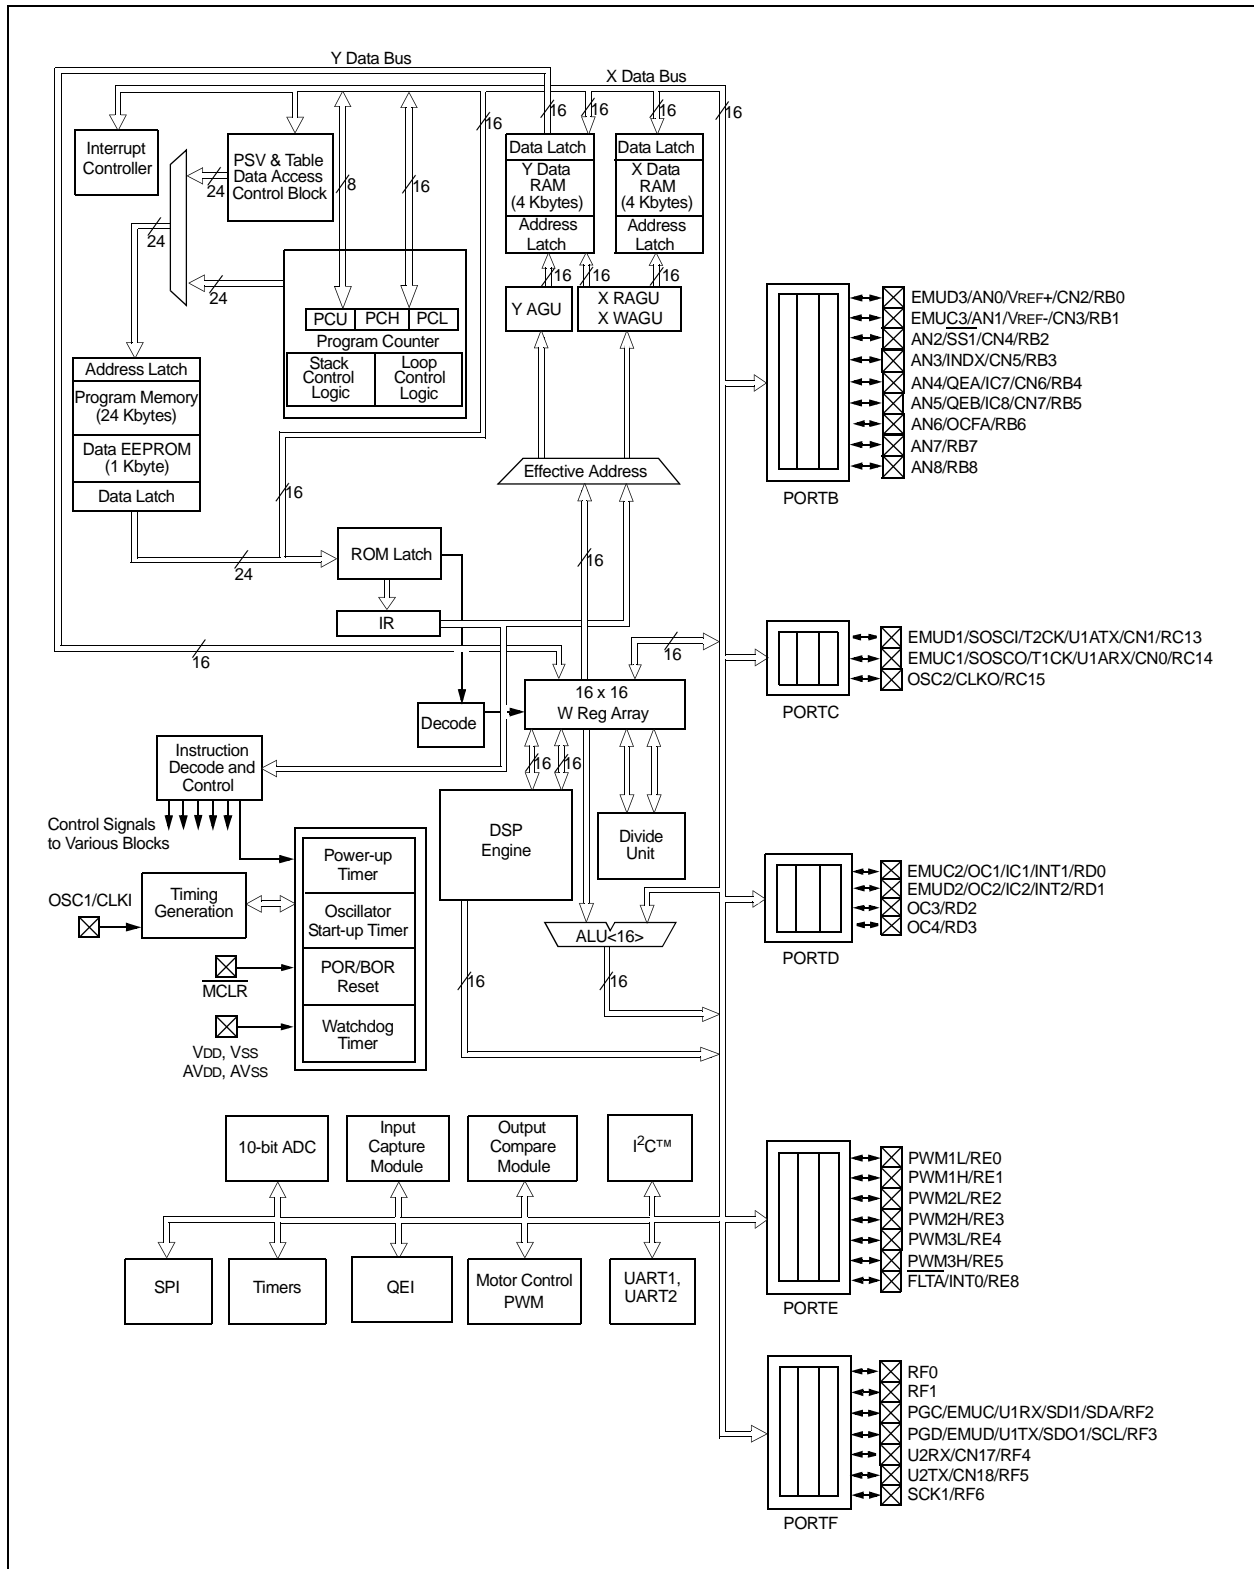 Y Data Bus
X Data Bus
16
16
16
16
16
Interrupt
Controller
PSV & Table
Data Access
Control Block
24
8
16
Data Latch
Y Data
RAM
(4 Kbytes)
Address
Latch
Data Latch
X Data
RAM
(4 Kbytes)
Address
Latch
24
24
16
16
16
Y AGU
X RAGU
X WAGU
PCU
PCH
PCL
Program Counter
Stack
Control
Logic
Loop
Control
Logic
Address Latch
Program Memory
(24 Kbytes)
Data EEPROM
(1 Kbyte)
Data Latch
Effective Address
16
24
ROM Latch
16
IR
16
16
16 x 16
W Reg Array
Decode
Instruction
Decode and
Control
16
16
Control Signals
to Various Blocks
DSP
Engine
Divide
Unit
OSC1/CLKI
Timing
Generation
Power-up
Timer
Oscillator
Start-up Timer
POR/BOR
Reset
Watchdog
Timer
MCLR
VDD, VSS
AVDD, AVSS
ALU<16>
16
16
10-bit ADC
Input
Capture
Module
Output
Compare
Module
I2C™
SPI
Timers
QEI
Motor Control
PWM
UART1,
UART2
EMUD3/AN0/VREF+/CN2/RB0
EMUC3/AN1/VREF-/CN3/RB1
AN2/SS1/CN4/RB2
AN3/INDX/CN5/RB3
AN4/QEA/IC7/CN6/RB4
AN5/QEB/IC8/CN7/RB5
AN6/OCFA/RB6
AN7/RB7
AN8/RB8
PORTB
EMUD1/SOSCI/T2CK/U1ATX/CN1/RC13
EMUC1/SOSCO/T1CK/U1ARX/CN0/RC14
OSC2/CLKO/RC15
PORTC
EMUC2/OC1/IC1/INT1/RD0
EMUD2/OC2/IC2/INT2/RD1
OC3/RD2
OC4/RD3
PORTD
PWM1L/RE0
PWM1H/RE1
PWM2L/RE2
PWM2H/RE3
PWM3L/RE4
PWM3H/RE5
FLTA/INT0/RE8
PORTE
RF0
RF1
PGC/EMUC/U1RX/SDI1/SDA/RF2
PGD/EMUD/U1TX/SDO1/SCL/RF3
U2RX/CN17/RF4
U2TX/CN18/RF5
SCK1/RF6
PORTF